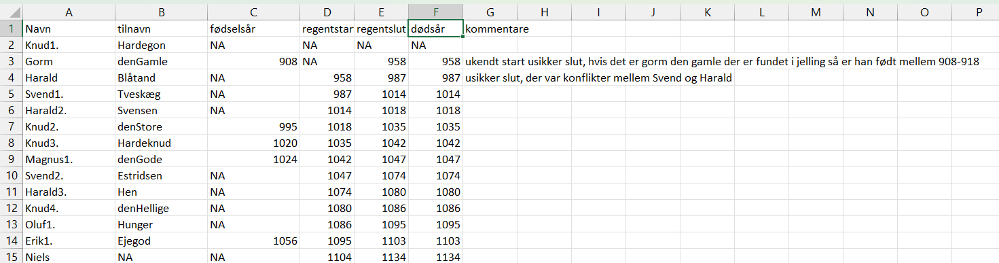 A B C D E F G H I J K L M N O P
1 Navn tilnavn fødselsår regentstar regentslut dødsår kommentare
2 Knud1. Hardegon NA NA NA NA
3 Gorm denGamle 908 NA 958 958 ukendt start usikker slut, hvis det er gorm den gamle der er fundet i jelling så er han født mellem 908-918
4 Harald Blåtand NA 958 987 987 usikker slut, der var konflikter mellem Svend og Harald
5 Svend1. Tveskæg NA 987 1014 1014
6 Harald2. Svensen NA 1014 1018 1018
7 Knud2. denStore 995 1018 1035 1035
8 Knud3. Hardeknud 1020 1035 1042 1042
9 Magnus1. denGode 1024 1042 1047 1047
10 Svend2. Estridsen NA 1047 1074 1074
11 Harald3. Hen NA 1074 1080 1080
12 Knud4. denHellige NA 1080 1086 1086
13 Oluf1. Hunger NA 1086 1095 1095
14 Erik1. Ejegod 1056 1095 1103 1103
15 Niels NA NA 1104 1134 1134